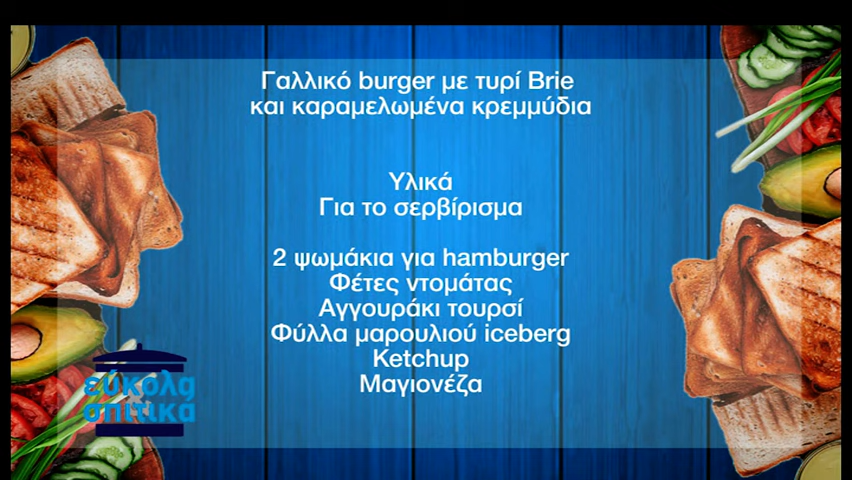 Γαλλικό burger με τυρί Brie
και καραμελωμένα κρεμμύδια
Υλικά
Για το σερβίρισμα
2 ψωμάκια για hamburger
Φέτες ντομάτας
Αγγουράκι τουρσί
Φύλλα μαρουλιού iceberg
Ketchup
Μαγιονέζα
εύκολα
σπιτικα